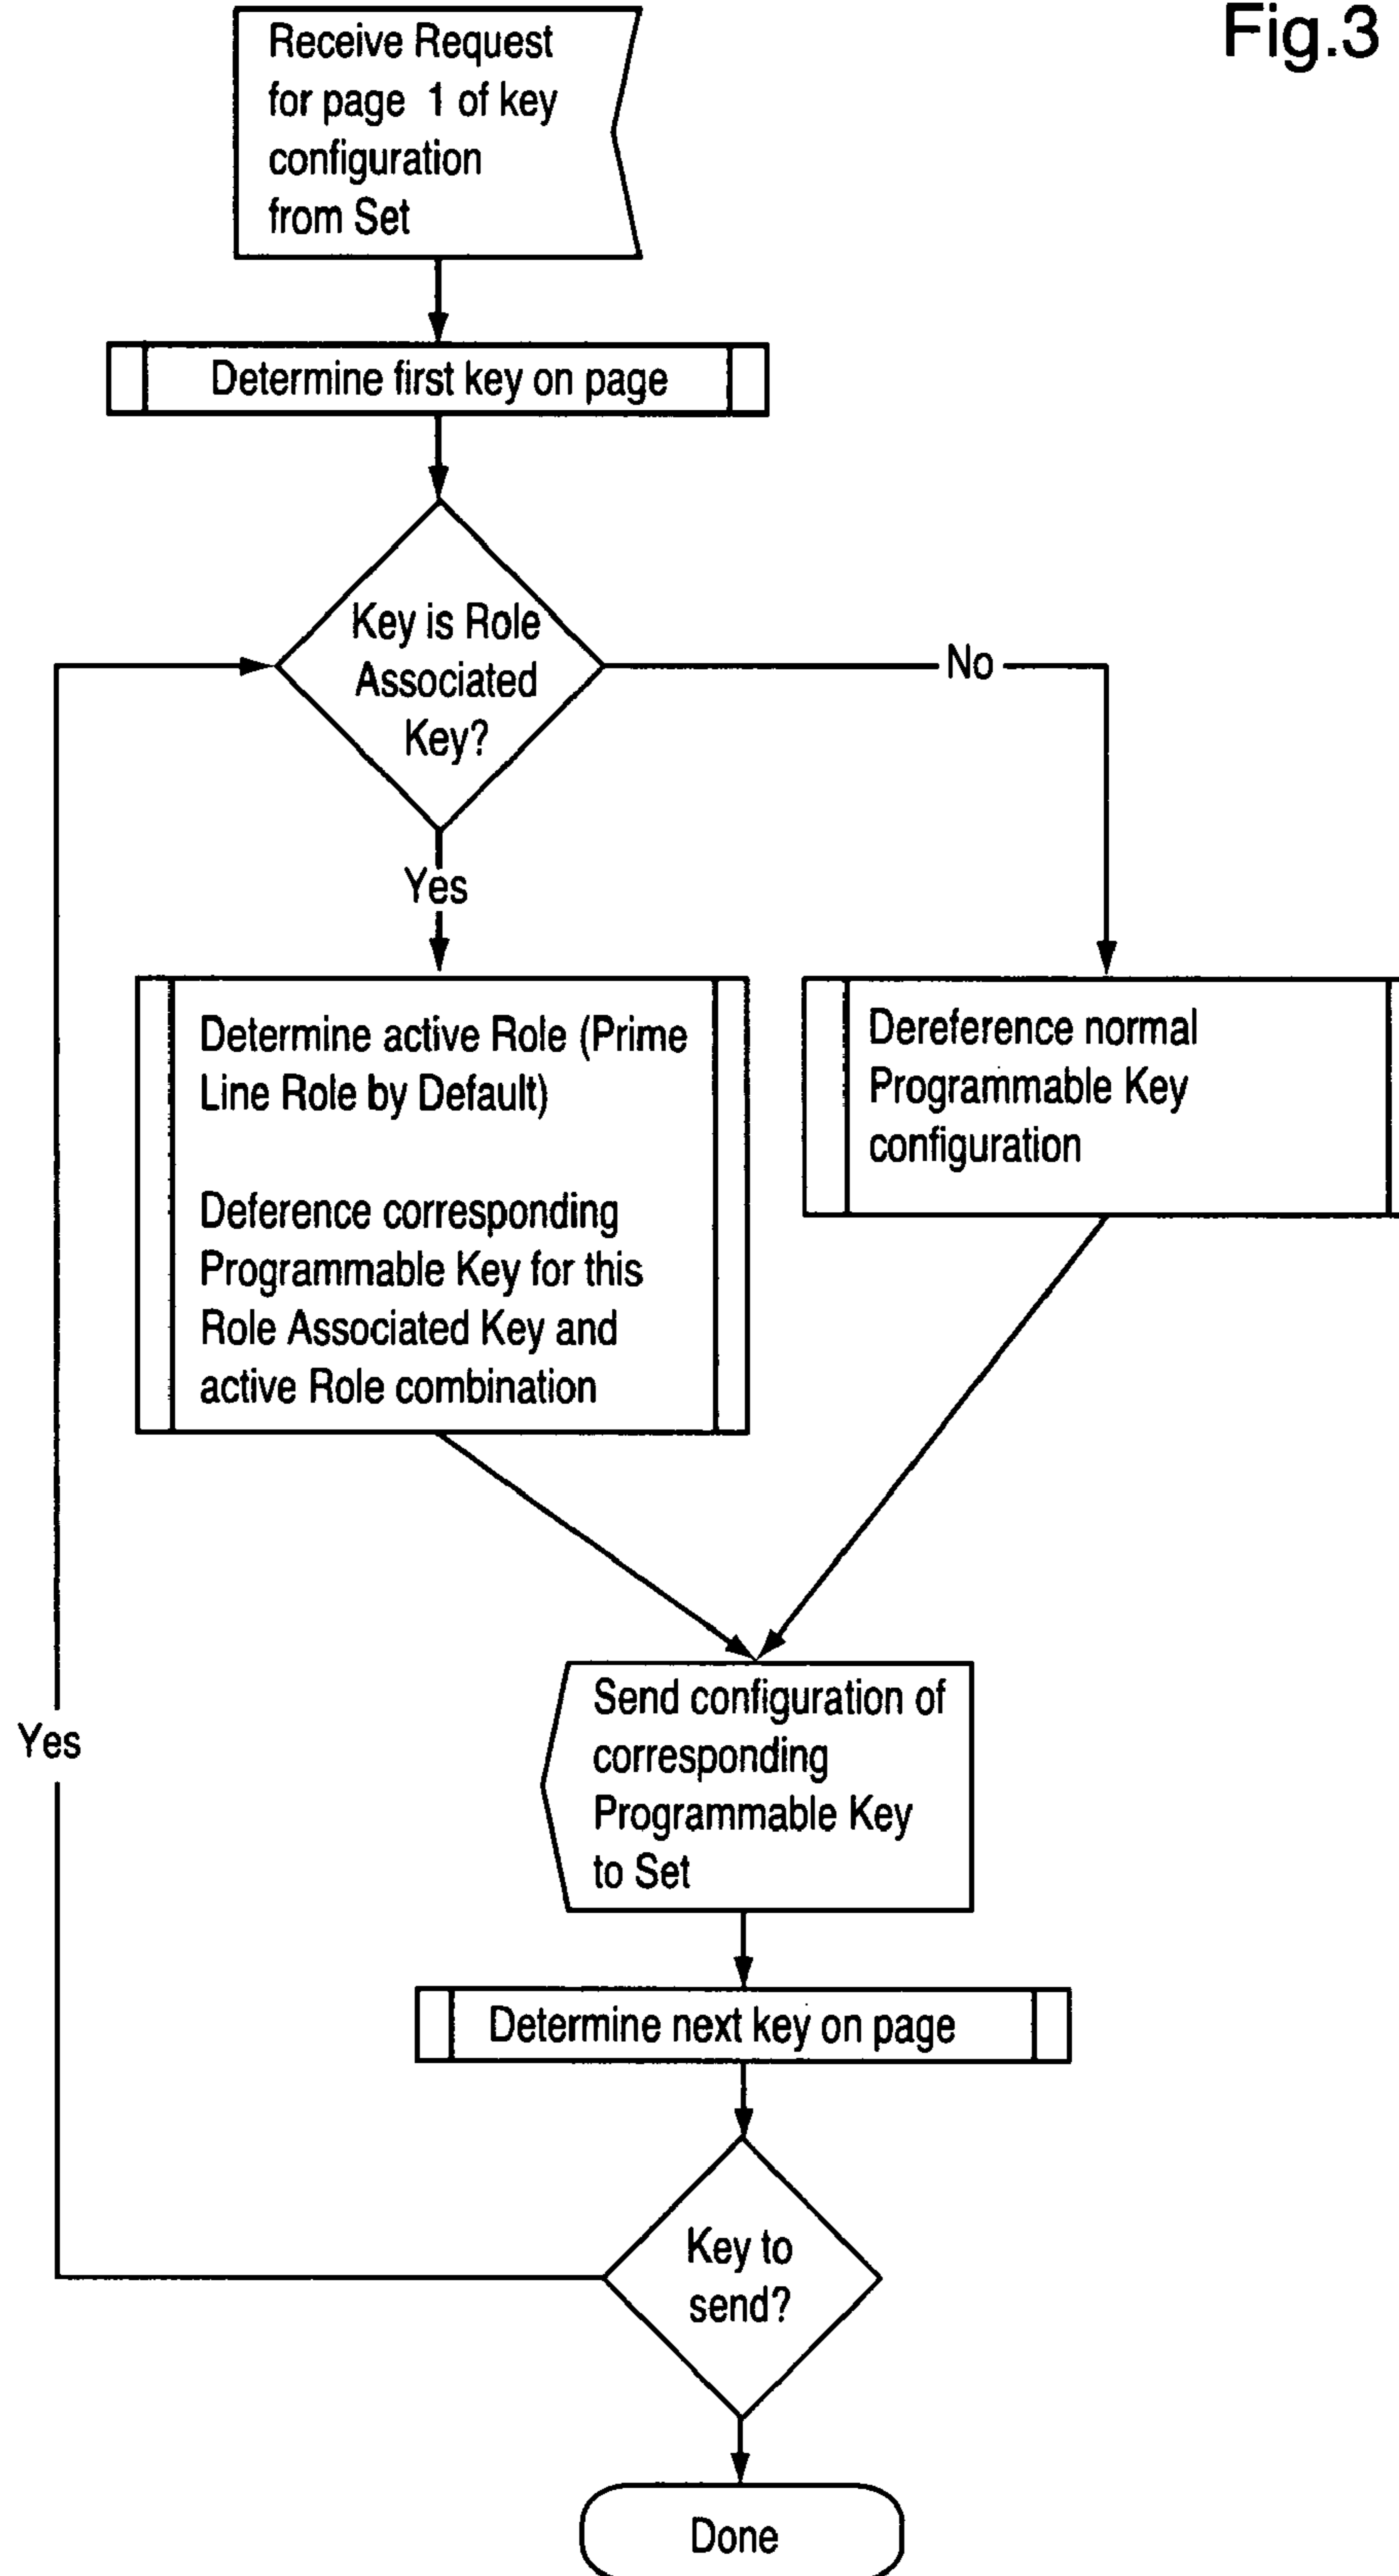 Fig.3
Receive Request
for page 1 of key
configuration
from Set
Determine first key on page
Key is Role
Associated
Key?
No
Yes
Determine active Role (Prime
Line Role by Default)
Deference corresponding
Programmable Key for this
Role Associated Key and
active Role combination
Dereference normal
Programmable Key
configuration
Send configuration of
corresponding
Programmable Key
to Set
Yes
Determine next key on page
Key to
send?
Done